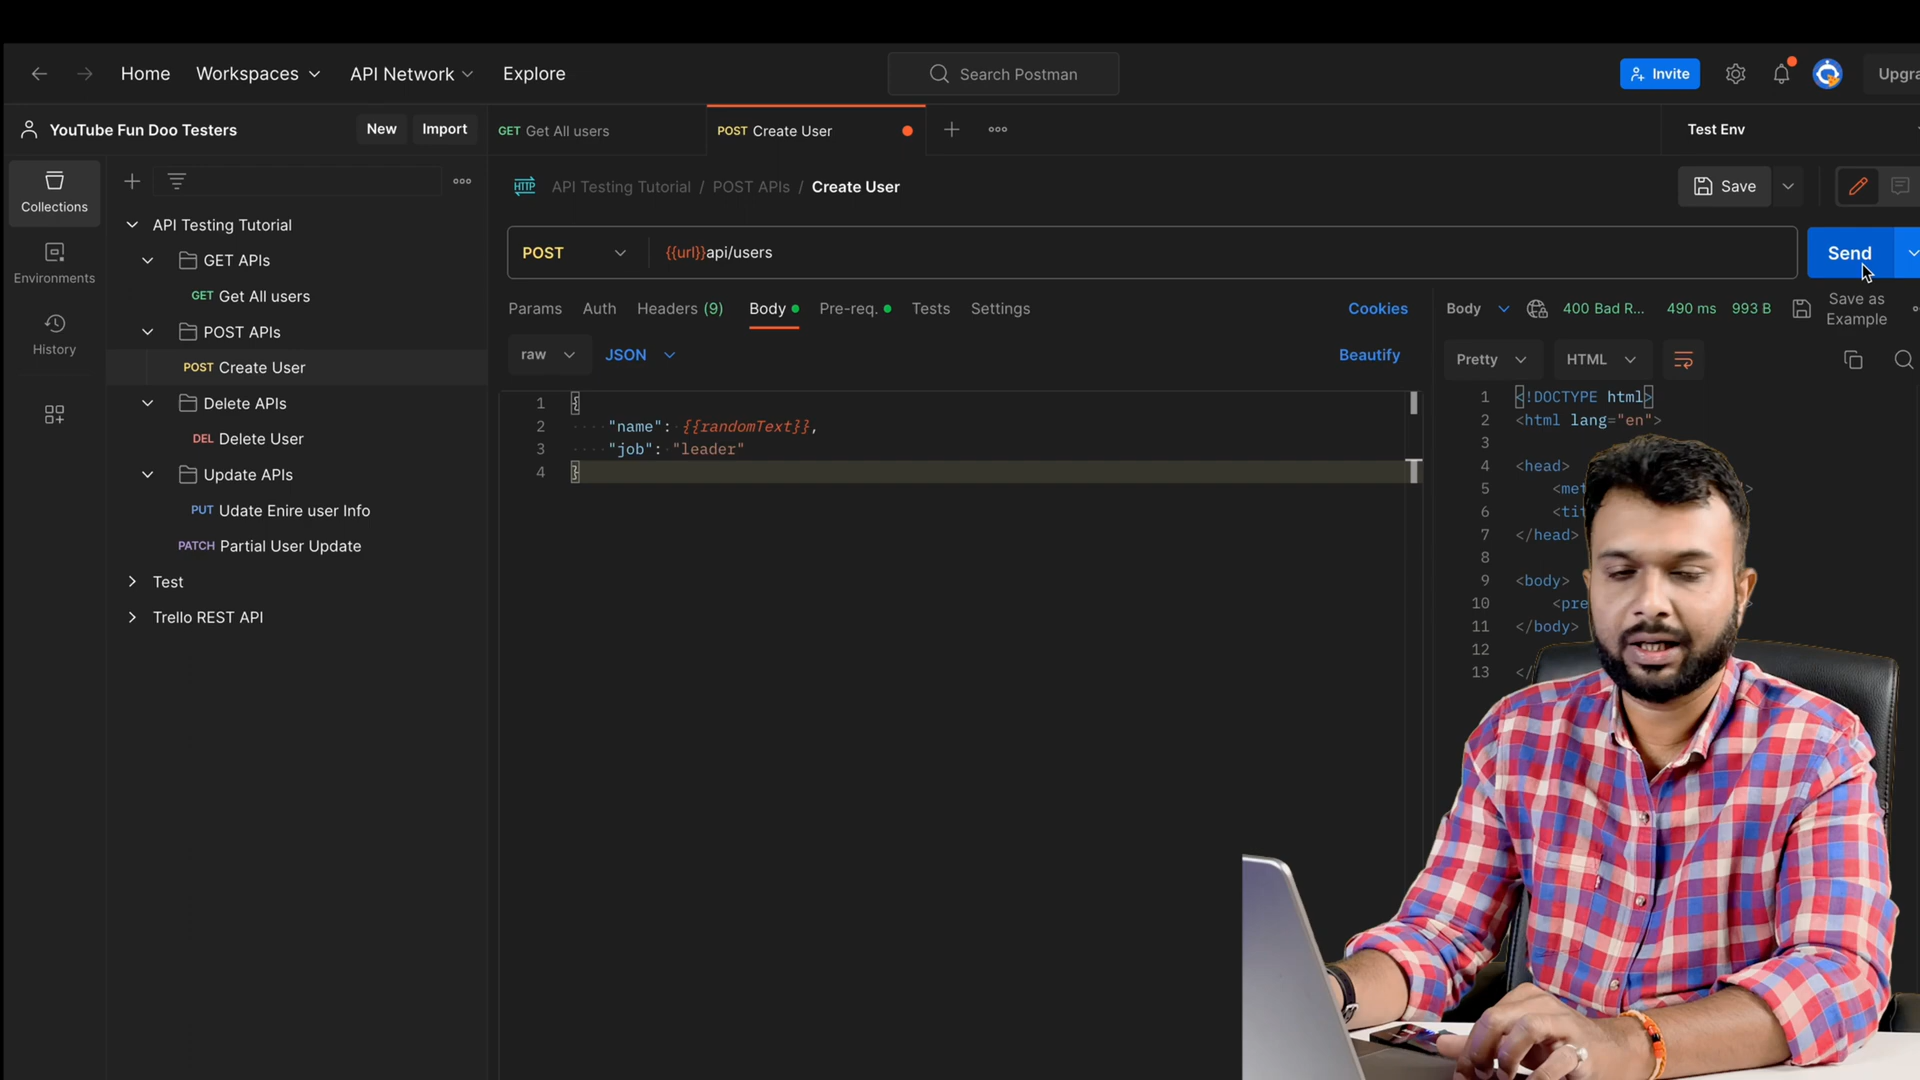 Home Workspaces API Network Explore Search Postman Invite
YouTube Fun Doo Testers New Import GET Get All users POST Create User Test Env
Collections
API Testing Tutorial / POST APIs / Create User Save
API Testing Tutorial
GET APIs
GET Get All users
POST APIs
POST Create User
Delete APIs
DEL Delete User
Update APIs
PUT Udate Enire user Info
PATCH Partial User Update
Test
Trello REST API
Environments
History
POST {{url}}api/users Send
Params Auth Headers (9) Body Pre-req. Tests Settings Cookies
raw JSON Beautify
1 {
2 "name": {{randomText}},
3 "job": "leader"
4 }
Body 400 Bad R... 490 ms 993 B Save as Example
Pretty HTML
1 <!DOCTYPE html>
2 <html lang="en">
3
4 <head>
5
6
7 </head>
8
9 <body>
10 <pre
11 </body>
12
13